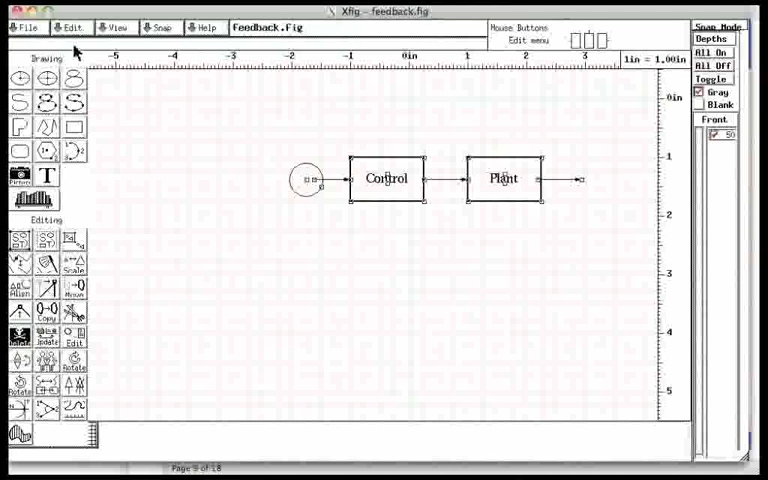 Xfig - feedback.fig
File Edit View Snap Help feedback.fig
Mouse Buttons
Edit menu
Snap Mode
Depths
All On
All Off
Toggle
Gray
Blank
Front
50
Drawing
-5 -4 -3 -2 -1 0in 1 2 3 1in = 1.00in
0in
1
2
3
4
5
Control Plant
Picture T
Editing
Scale
Align Move
Copy
Delete Update Edit
Rotate
Rotate
Page 9 of 18